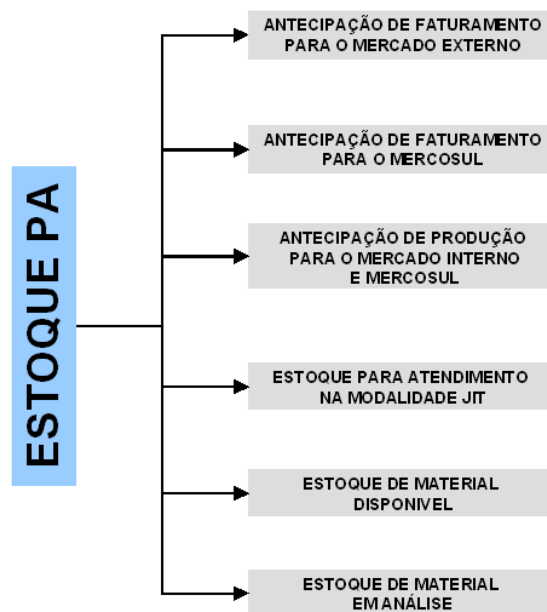 ESTOQUE PA
ANTECIPAÇÃO DE FATURAMENTO
PARA O MERCADO EXTERNO
ANTECIPAÇÃO DE FATURAMENTO
PARA O MERCOSUL
ANTECIPAÇÃO DE PRODUÇÃO
PARA O MERCADO INTERNO
E MERCOSUL
ESTOQUE PARA ATENDIMENTO
NA MODALIDADE JIT
ESTOQUE DE MATERIAL
DISPONIVEL
ESTOQUE DE MATERIAL
EM ANÁLISE